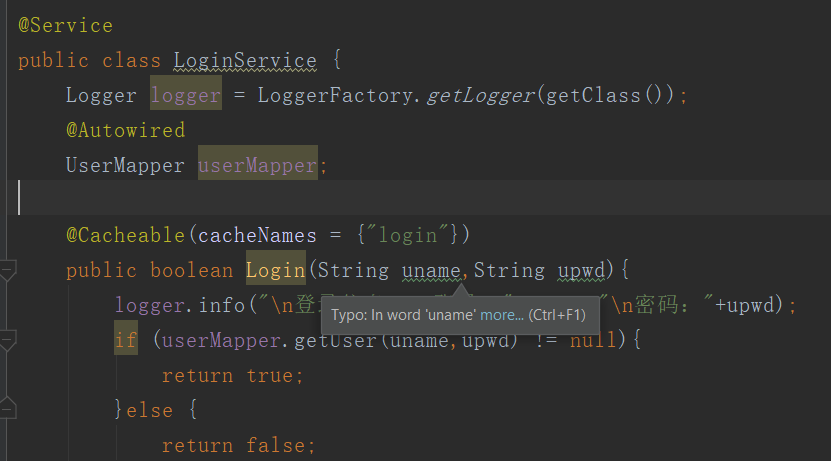 @Service
public class LoginService {
Logger logger = LoggerFactory.getLogger(getClass());
@Autowired
UserMapper userMapper;
@Cacheable(cacheNames = {"login"})
public boolean Login(String uname,String upwd){
logger.info("\n登 "\n密码："+upwd);
Typo: In word 'uname' more... (Ctrl+F1)
if (userMapper.getUser(uname,upwd) != null){
return true;
}else {
return false;